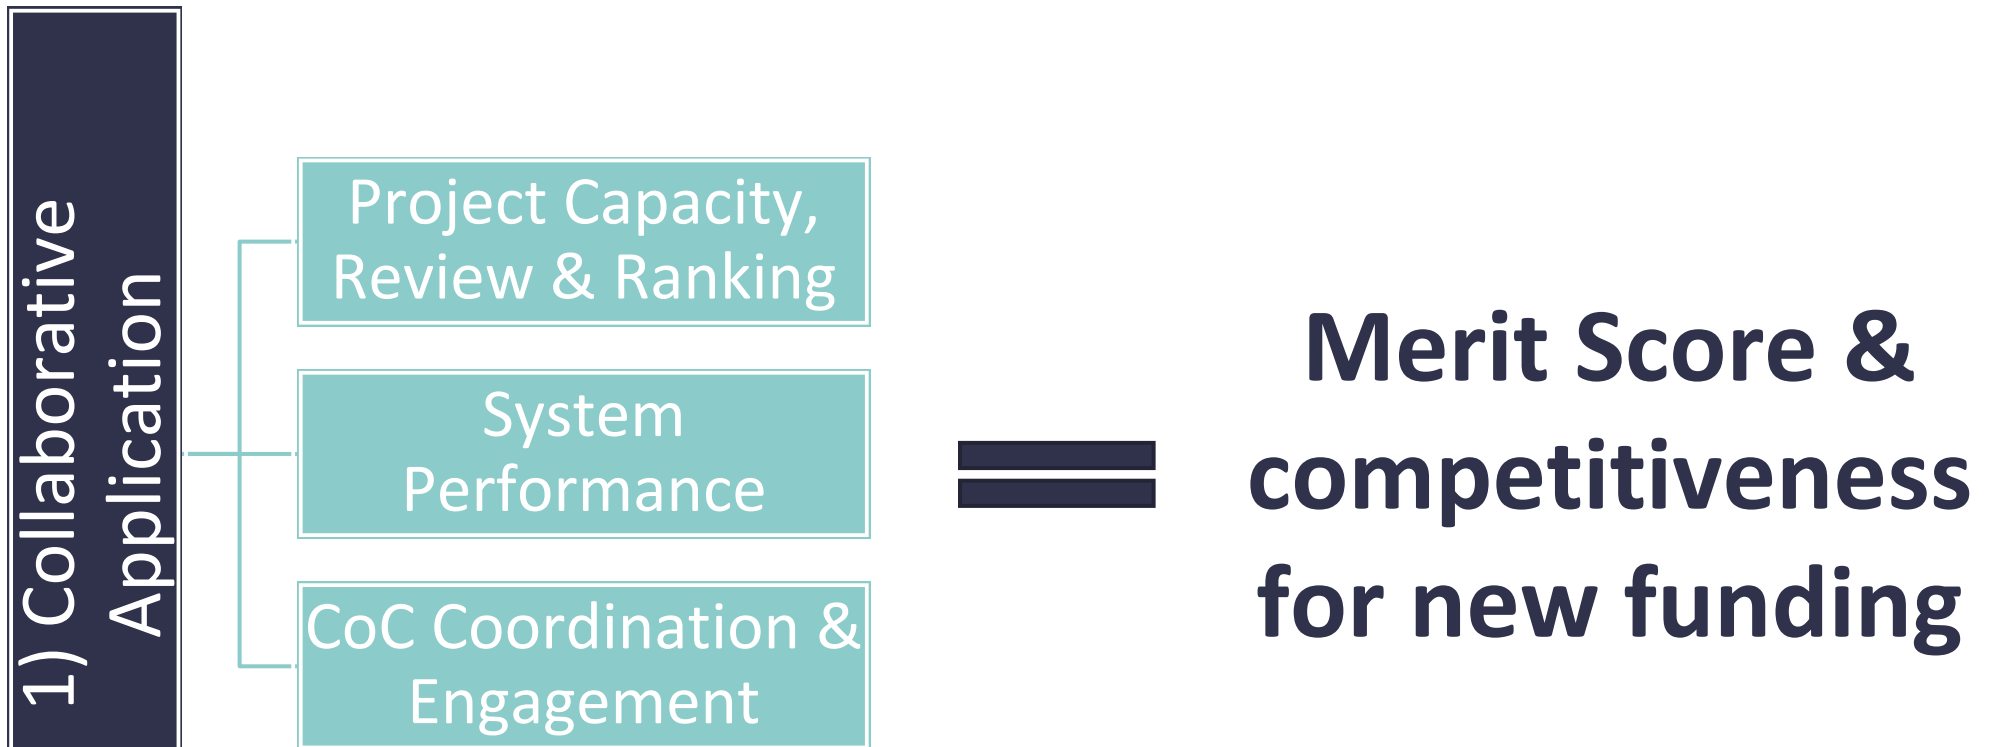 1) Collaborative
Application
Project Capacity,
Review & Ranking
System
Performance
CoC Coordination &
Engagement
Merit Score &
competitiveness
for new funding